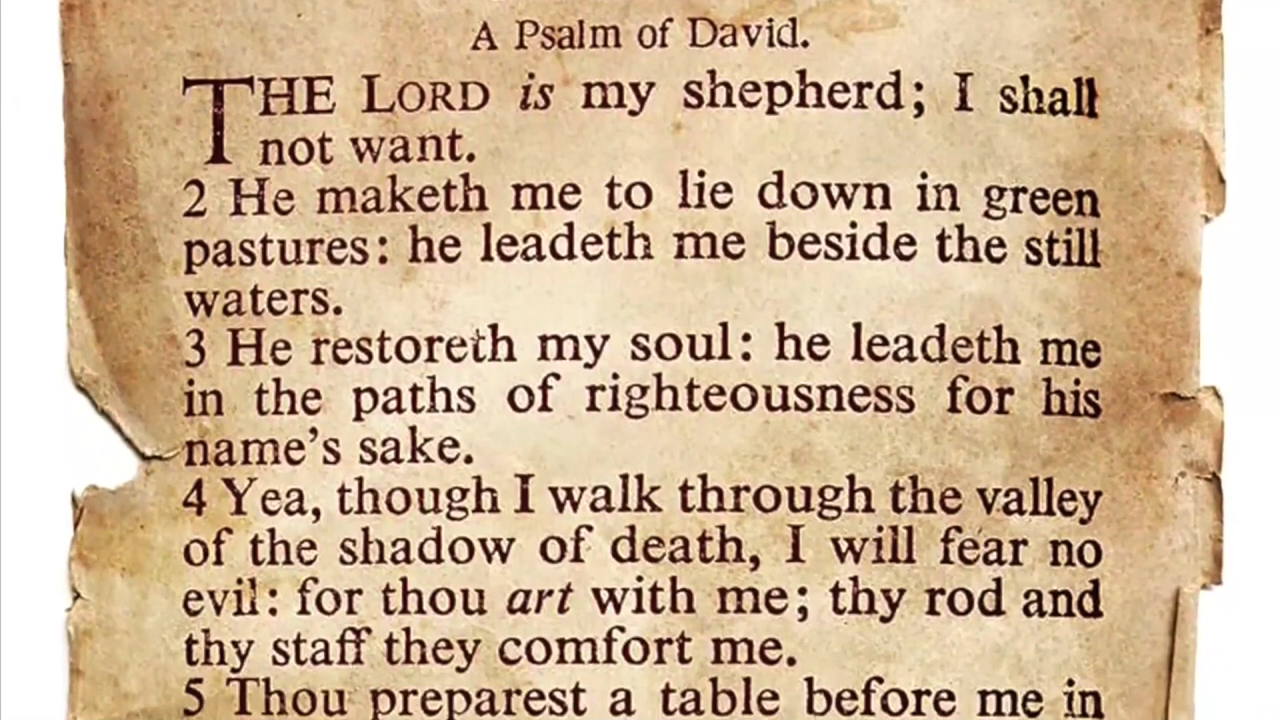 A Psalm of David.
THE LORD is my shepherd; I shall
not want.
2 He maketh me to lie down in green
pastures: he leadeth me beside the still
waters.
3 He restoreth my soul: he leadeth me
in the paths of righteousness for his
name's sake.
4 Yea, though I walk through the valley
of the shadow of death, I will fear no
evil: for thou art with me; thy rod and
thy staff they comfort me.
5 Thou preparest a table before me in